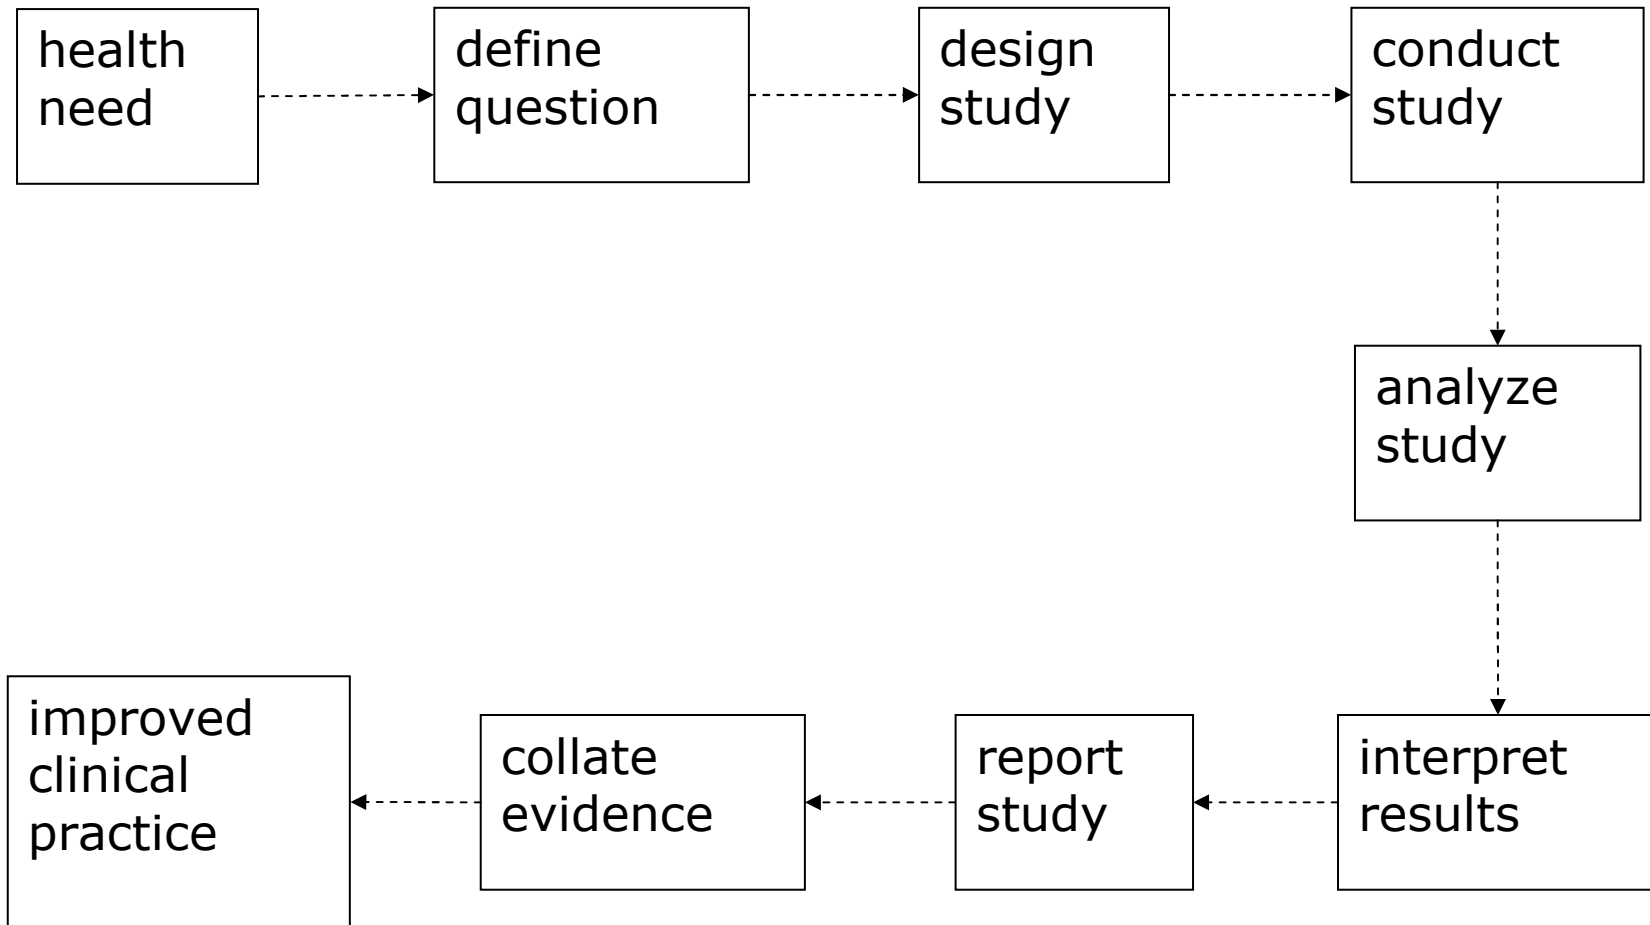 health
need
define
question
design
study
conduct
study
analyze
study
interpret
results
report
study
collate
evidence
improved
clinical
practice